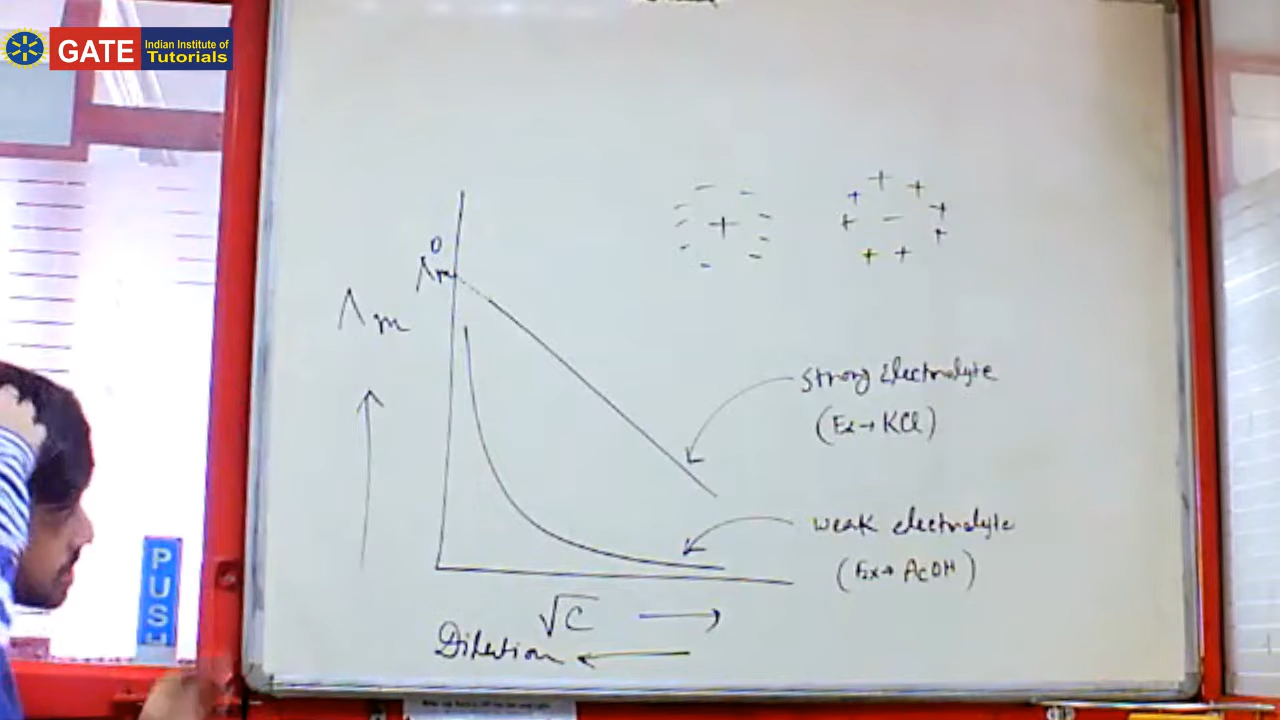 GATE
Indian Institute of
Tutorials
Λ°m
Λm
Strong Electrolyte
(Ex→ KCl)
weak electrolyte
(Ex→ AcOH)
√C →
Dilution ←
PUSH